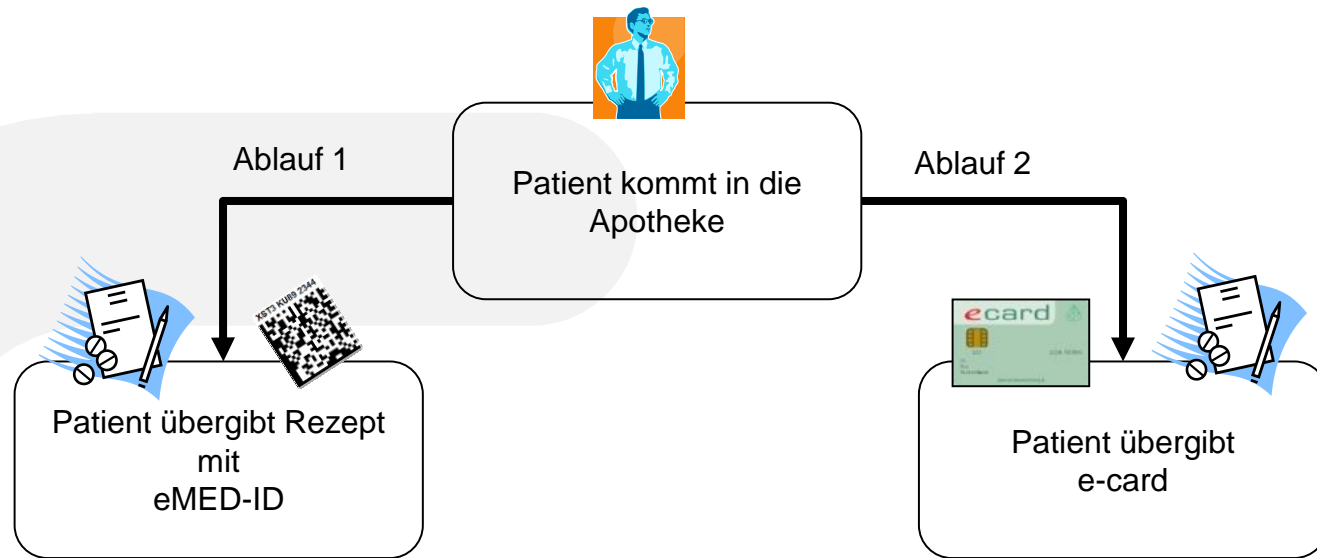 Ablauf 1
Patient kommt in die
Apotheke
Ablauf 2
XST3 KU89 2344
ecard
Patient übergibt Rezept
mit
eMED-ID
Patient übergibt
e-card